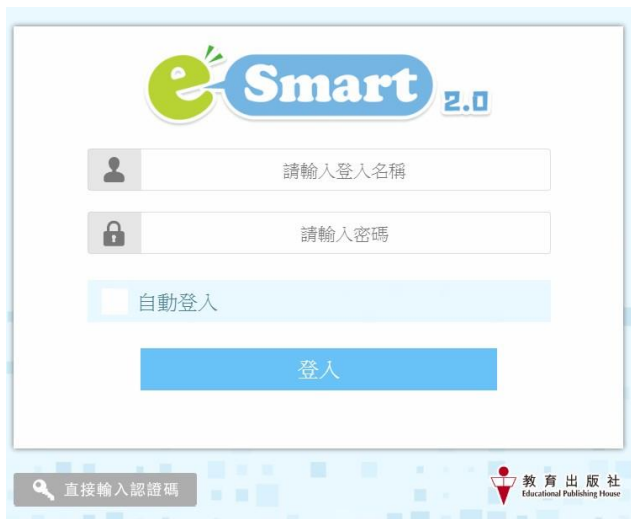 e-Smart 2.0
請輸入登入名稱
請輸入密碼
自動登入
登入
直接輸入認證碼
教育出版社
Educational Publishing House